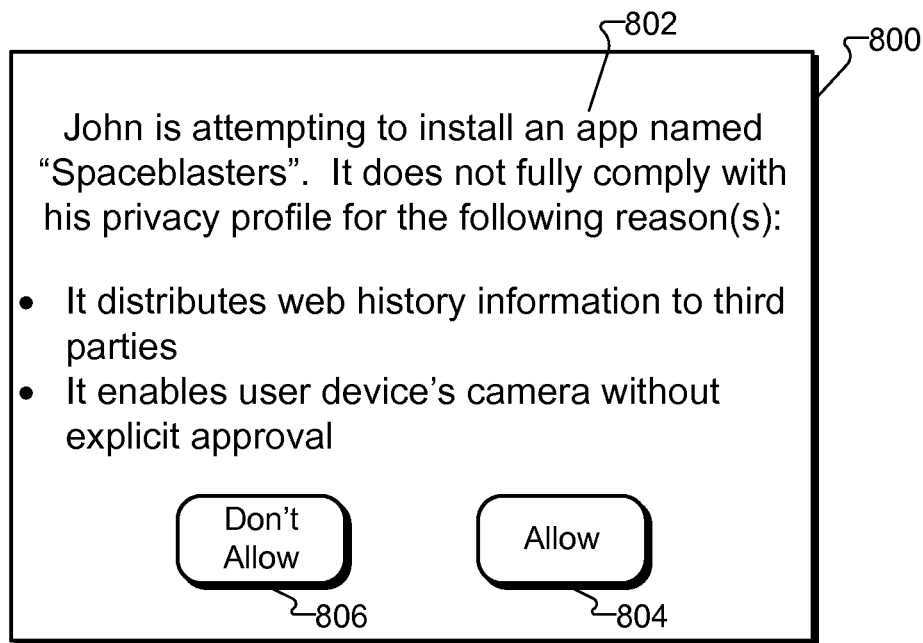 802
800
John is attempting to install an app named
“Spaceblasters”.  It does not fully comply with
his privacy profile for the following reason(s):
• It distributes web history information to third
parties
• It enables user device’s camera without
explicit approval
Don't
Allow
Allow
806
804